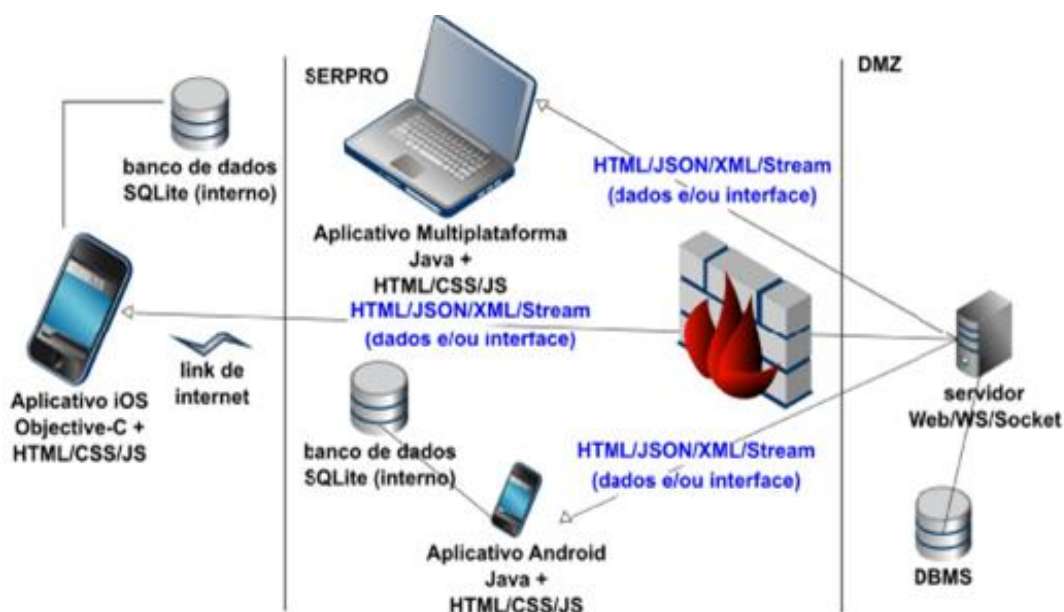 SERPRO
DMZ
banco de dados
SQLite (interno)
HTML/JSON/XML/Stream
(dados e/ou interface)
Aplicativo Multiplataforma
Java +
HTML/CSS/JS
HTML/JSON/XML/Stream
(dados e/ou interface)
link de
internet
Aplicativo iOS
Objective-C +
HTML/CSS/JS
servidor
Web/WS/Socket
banco de dados
SQLite (interno)
HTML/JSON/XML/Stream
(dados e/ou interface)
Aplicativo Android
Java +
HTML/CSS/JS
DBMS